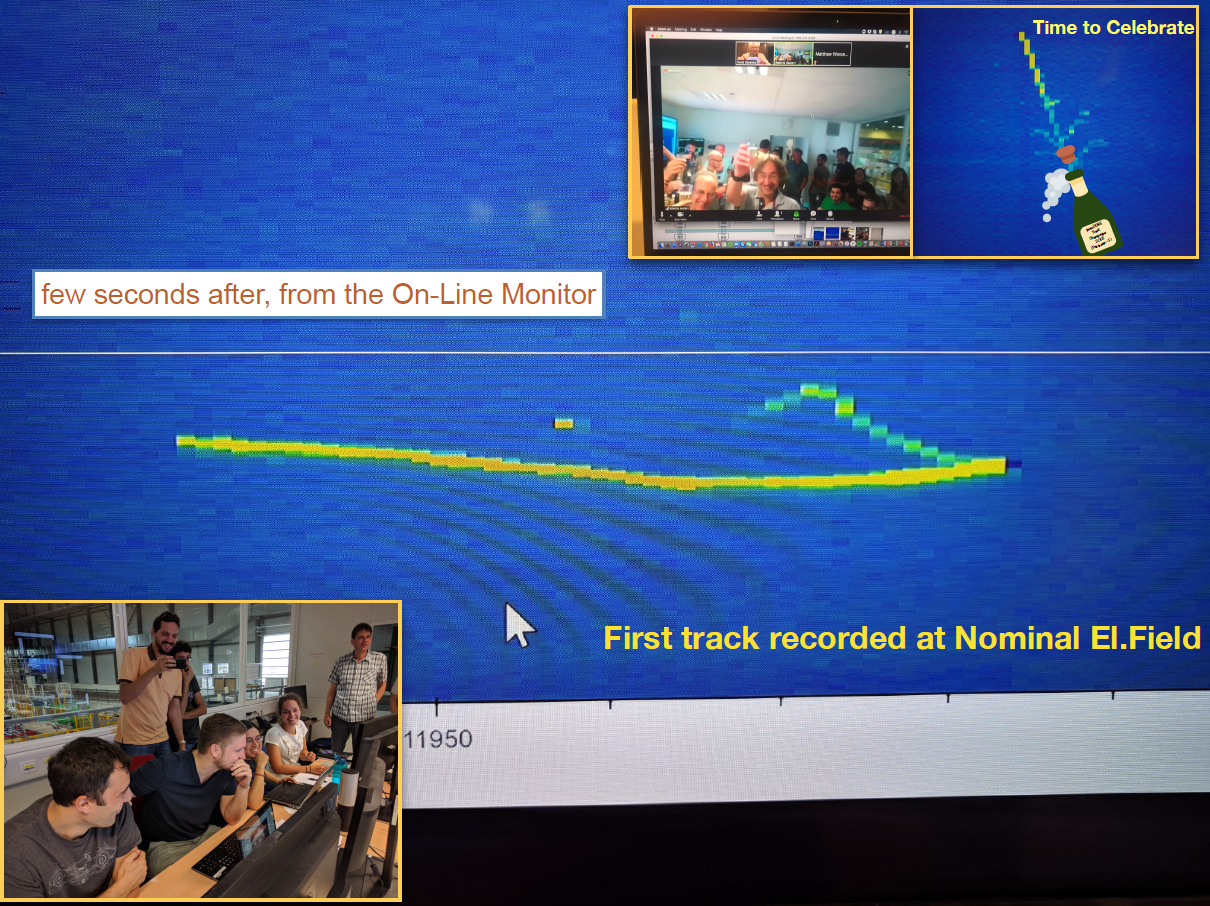 Time to Celebrate
few seconds after, from the On-Line Monitor
First track recorded at Nominal El.Field
11950